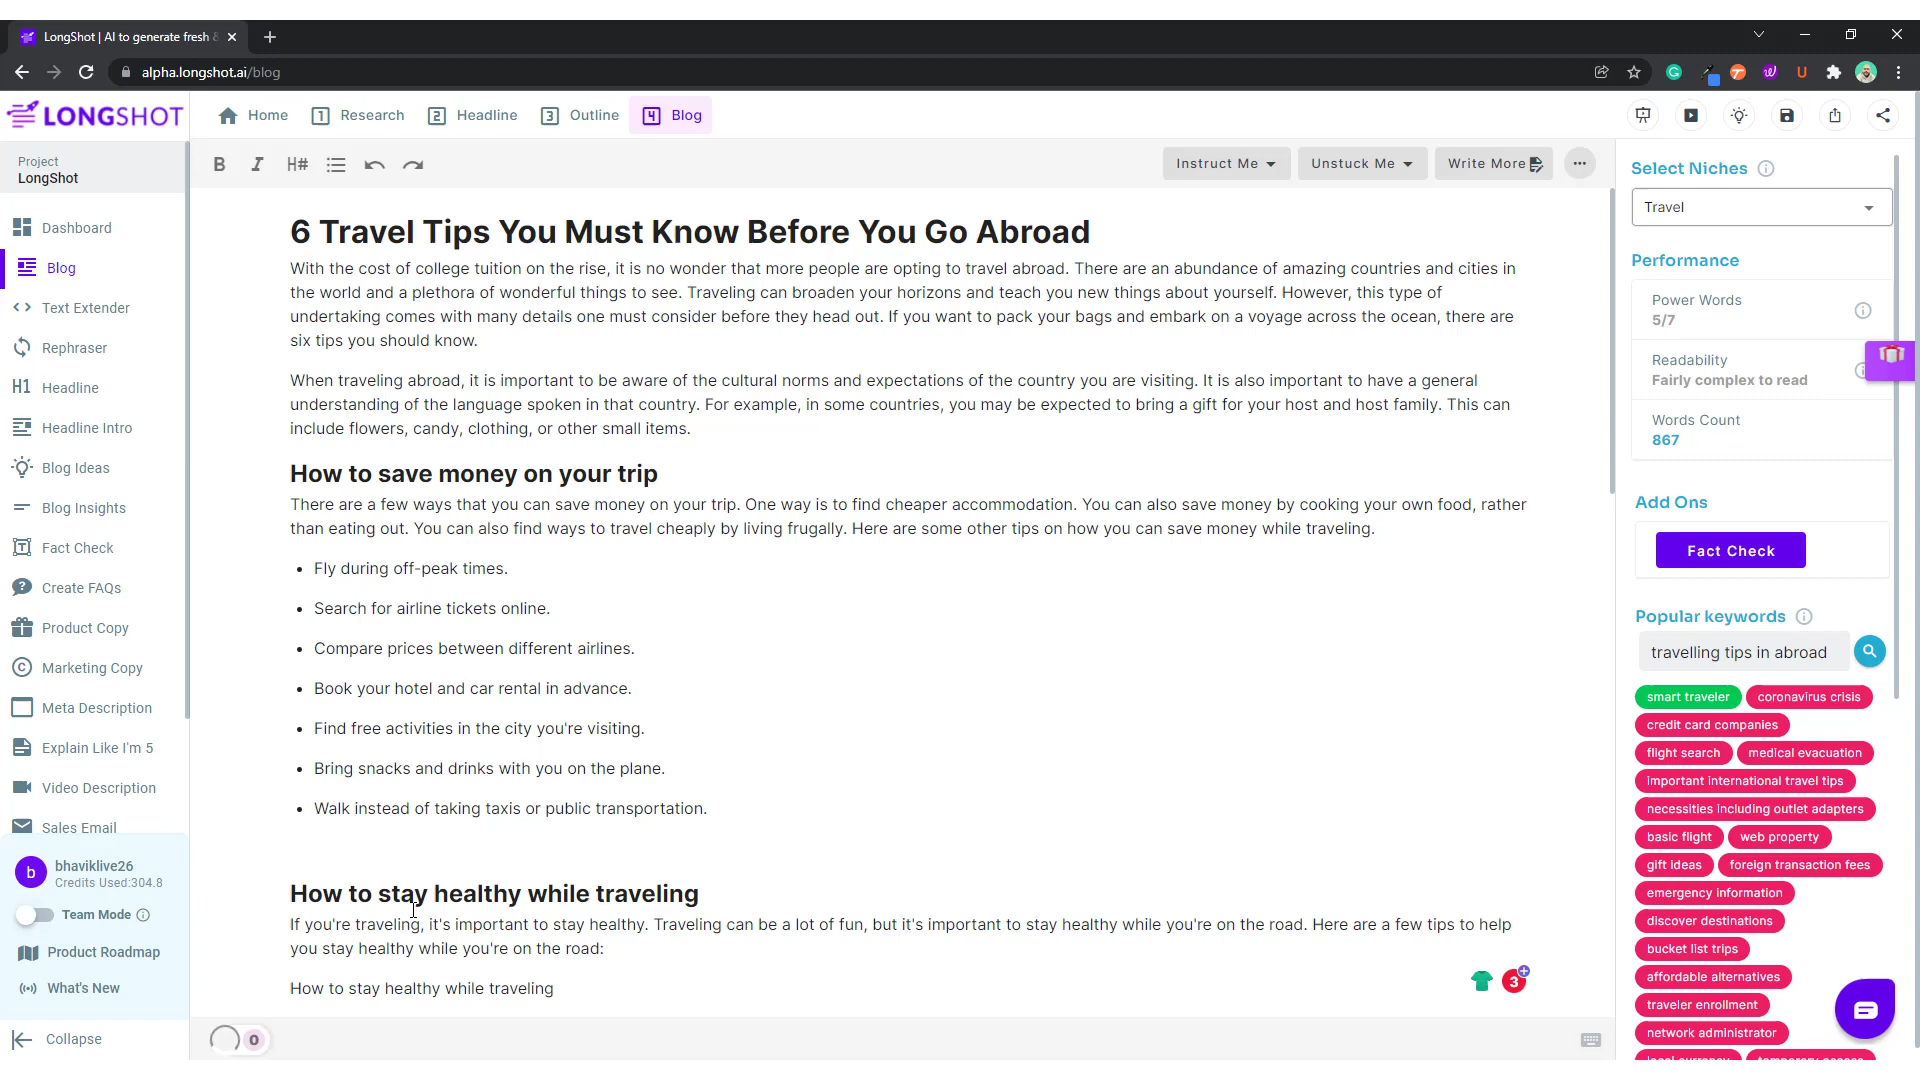 LongShot | AI to generate fresh &
alpha.longshot.ai/blog
LONGSHOT
Home
1 Research
2 Headline
3 Outline
4 Blog
Project
LongShot
Dashboard
Blog
Text Extender
Rephraser
H1 Headline
Headline Intro
Blog Ideas
Blog Insights
Fact Check
Create FAQs
Product Copy
Marketing Copy
Meta Description
Explain Like I'm 5
Video Description
Sales Email
b
bhaviklive26
Credits Used:304.8
Team Mode
Product Roadmap
What's New
Collapse
B I H#
Instruct Me
Unstuck Me
Write More
6 Travel Tips You Must Know Before You Go Abroad
With the cost of college tuition on the rise, it is no wonder that more people are opting to travel abroad. There are an abundance of amazing countries and cities in
the world and a plethora of wonderful things to see. Traveling can broaden your horizons and teach you new things about yourself. However, this type of
undertaking comes with many details one must consider before they head out. If you want to pack your bags and embark on a voyage across the ocean, there are
six tips you should know.
When traveling abroad, it is important to be aware of the cultural norms and expectations of the country you are visiting. It is also important to have a general
understanding of the language spoken in that country. For example, in some countries, you may be expected to bring a gift for your host and host family. This can
include flowers, candy, clothing, or other small items.
How to save money on your trip
There are a few ways that you can save money on your trip. One way is to find cheaper accommodation. You can also save money by cooking your own food, rather
than eating out. You can also find ways to travel cheaply by living frugally. Here are some other tips on how you can save money while traveling.
• Fly during off-peak times.
• Search for airline tickets online.
• Compare prices between different airlines.
• Book your hotel and car rental in advance.
• Find free activities in the city you're visiting.
• Bring snacks and drinks with you on the plane.
• Walk instead of taking taxis or public transportation.
How to stay healthy while traveling
If you're traveling, it's important to stay healthy. Traveling can be a lot of fun, but it's important to stay healthy while you're on the road. Here are a few tips to help
you stay healthy while you're on the road:
How to stay healthy while traveling
3
0
Select Niches
Travel
Performance
Power Words
5/7
Readability
Fairly complex to read
Words Count
867
Add Ons
Fact Check
Popular keywords
travelling tips in abroad
smart traveler
coronavirus crisis
credit card companies
flight search
medical evacuation
important international travel tips
necessities including outlet adapters
basic flight
web property
gift ideas
foreign transaction fees
emergency information
discover destinations
bucket list trips
affordable alternatives
traveler enrollment
network administrator